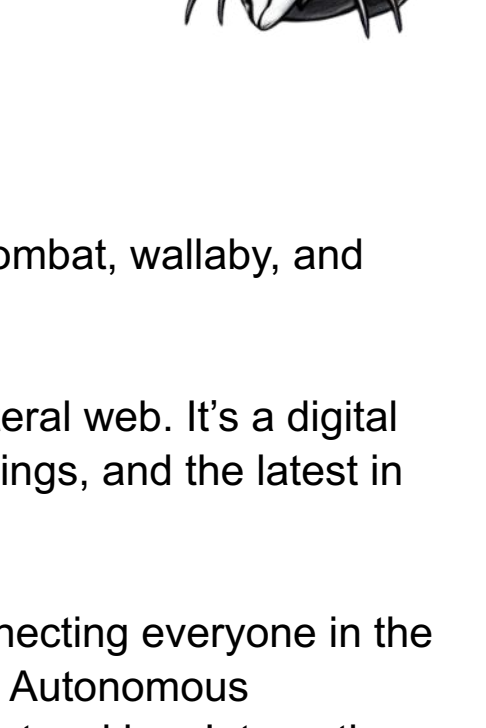 ombat, wallaby, and
eral web. It’s a digital
ings, and the latest in
necting everyone in the
Autonomous